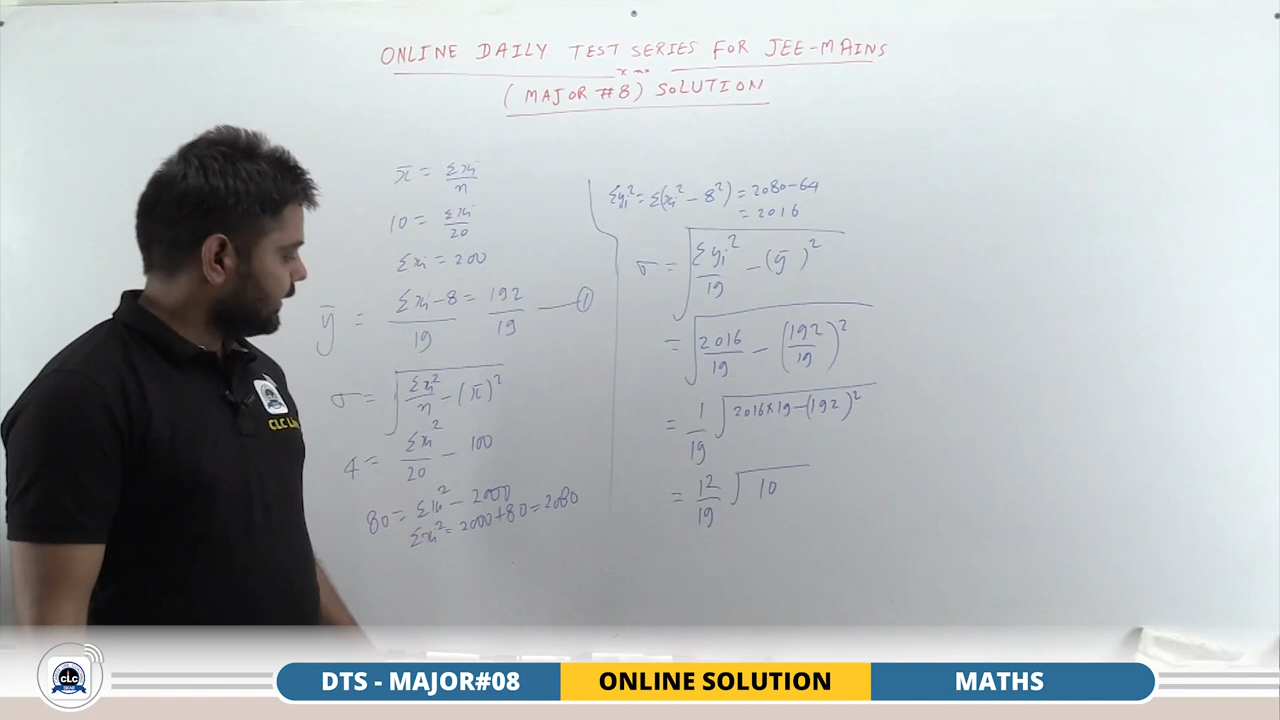 ONLINE DAILY TEST SERIES FOR JEE-MAINS
(MAJOR #8) SOLUTION
x̄ = Σxi/n
10 = Σxi/20
Σxi = 200
ȳ = Σxi-8/19 = 192/19 — ①
σ = √(Σxi²/n - (x̄)²)
4 = Σxi²/20 - 100
80 = Σxi² - 2000
Σxi² = 2000+80 = 2080
Σyi² = Σ(xi² - 8²) = 2080-64
= 2016
σ = √(Σyi²/19 - (ȳ)²)
= √(2016/19 - (192/19)²)
= 1/19 √(2016x19-(192)²)
= 12/19 √10
CLC
CLC
DTS - MAJOR#08
ONLINE SOLUTION
MATHS